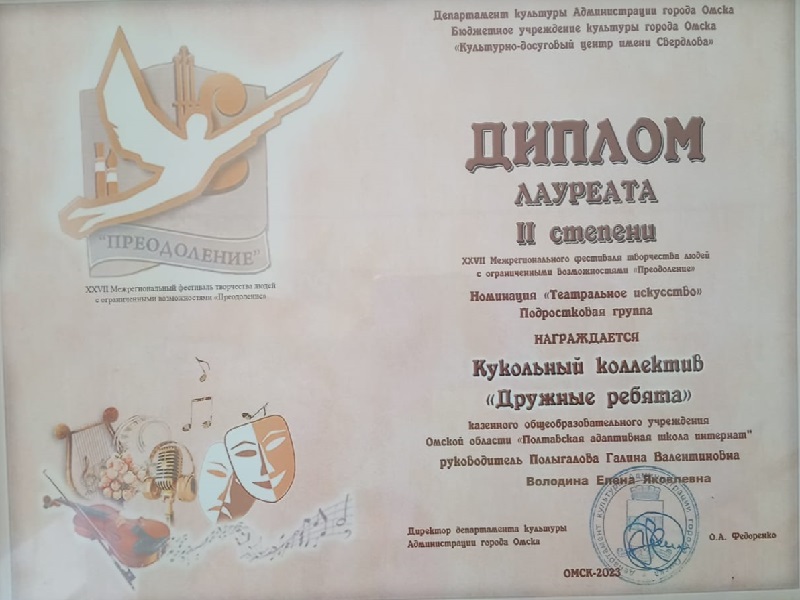 Департамент культуры Администрации города Омска
Бюджетное учреждение культуры города Омска
«Культурно-досуговый центр имени Свердлова»
ДИПЛОМ
ЛАУРЕАТА
II степени
XXVII Межрегионального фестиваля творчества людей
с ограниченными возможностями «Преодоление»
Номинация «Театральное искусство»
Подростковая группа
НАГРАЖДАЕТСЯ
Кукольный коллектив
«Дружные ребята»
казенного общеобразовательного учреждения
Омской области «Полтавская адаптивная школа интернат"
руководитель Полыгалова Галина Валентиновна
Володина Елена Яковлевна
Директор департамента культуры
Администрации города Омска
О.А. Федоренко
ОМСК-2023
"ПРЕОДОЛЕНИЕ"
XXVII Межрегиональный фестиваль творчества людей
с ограниченными возможностями «Преодоление»